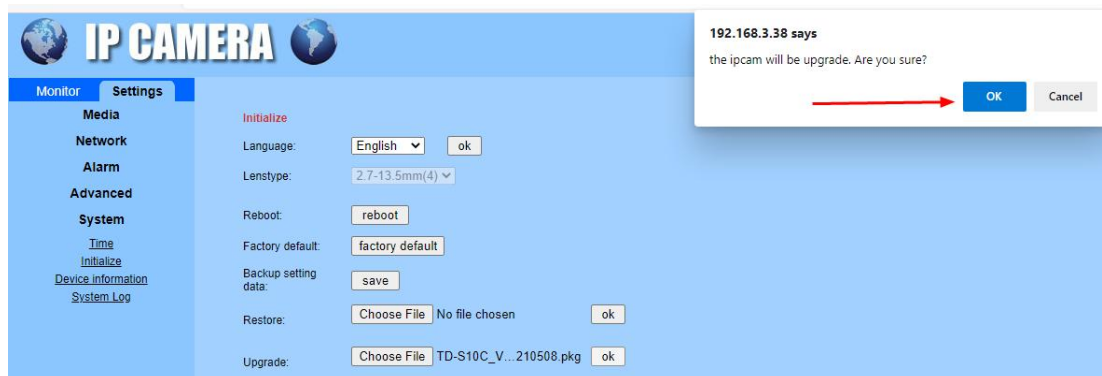 IP CAMERA
192.168.3.38 says
the ipcam will be upgrade. Are you sure?
OK Cancel
Monitor Settings
Media
Network
Alarm
Advanced
System
Time
Initialize
Device information
System Log
Initialize
Language: English ok
Lenstype: 2.7-13.5mm(4)
Reboot: reboot
Factory default: factory default
Backup setting
data: save
Restore: Choose File No file chosen ok
Upgrade: Choose File TD-S10C_V...210508.pkg ok